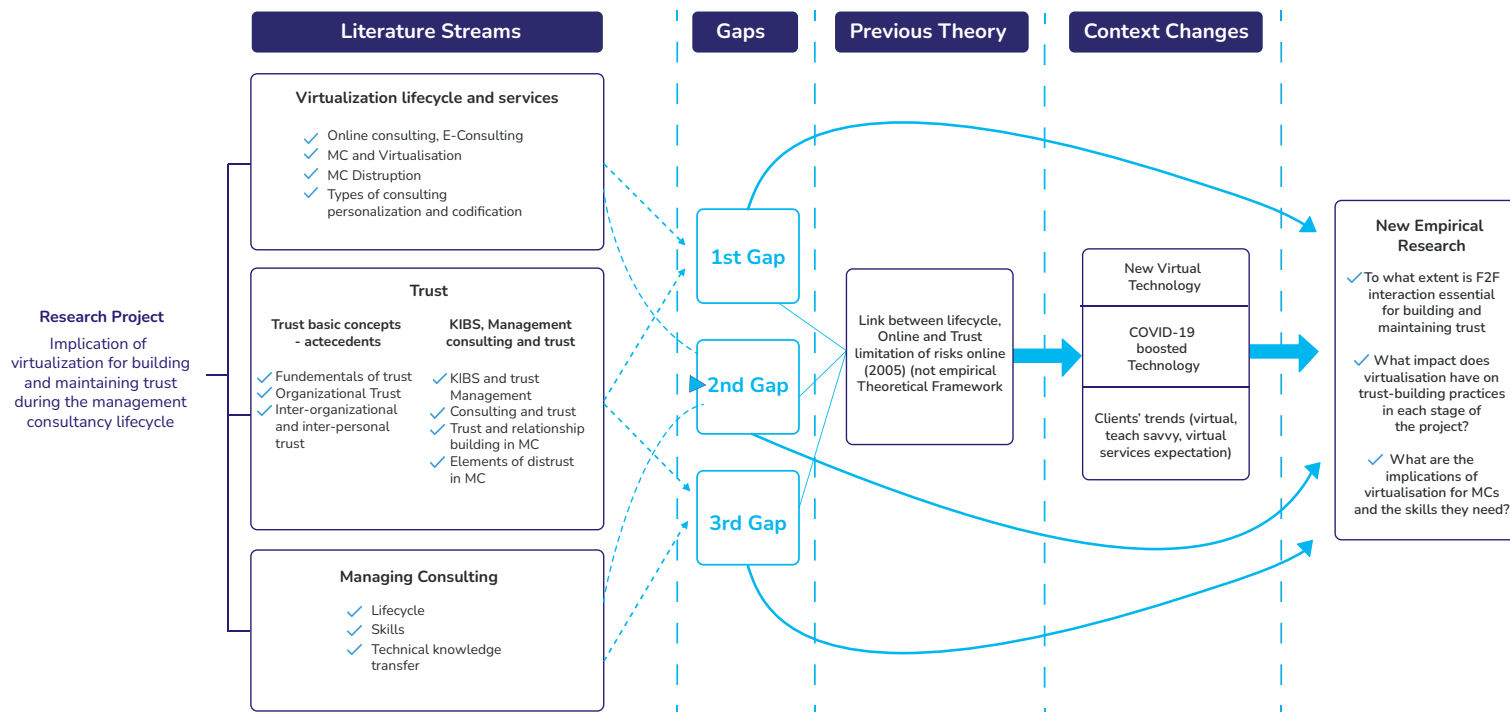 Literature Streams
Gaps
Previous Theory
Context Changes
Research Project
Implication of
virtualization for building
and maintaining trust
during the management
consultancy lifecycle
Virtualization lifecycle and services
Online consulting, E-Consulting
MC and Virtualisation
MC Distruption
Types of consulting
personalization and codification
Trust
Trust basic concepts
- actecedents
Fundementals of trust
Organizational Trust
Inter-organizational
and inter-personal
trust
KIBS, Management
consulting and trust
KIBS and trust
Management
Consulting and trust
Trust and relationship
building in MC
Elements of distrust
in MC
Managing Consulting
Lifecycle
Skills
Technical knowledge
transfer
1st Gap
2nd Gap
3rd Gap
Link between lifecycle,
Online and Trust
limitation of risks online
(2005) (not empirical
Theoretical Framework
New Virtual
Technology
COVID-19
boosted
Technology
Clients’ trends (virtual,
teach savvy, virtual
services expectation)
New Empirical
Research
To what extent is F2F
interaction essential
for building and
maintaining trust
What impact does
virtualisation have on
trust-building practices
in each stage of
the project?
What are the
implications of
virtualisation for MCs
and the skills they need?